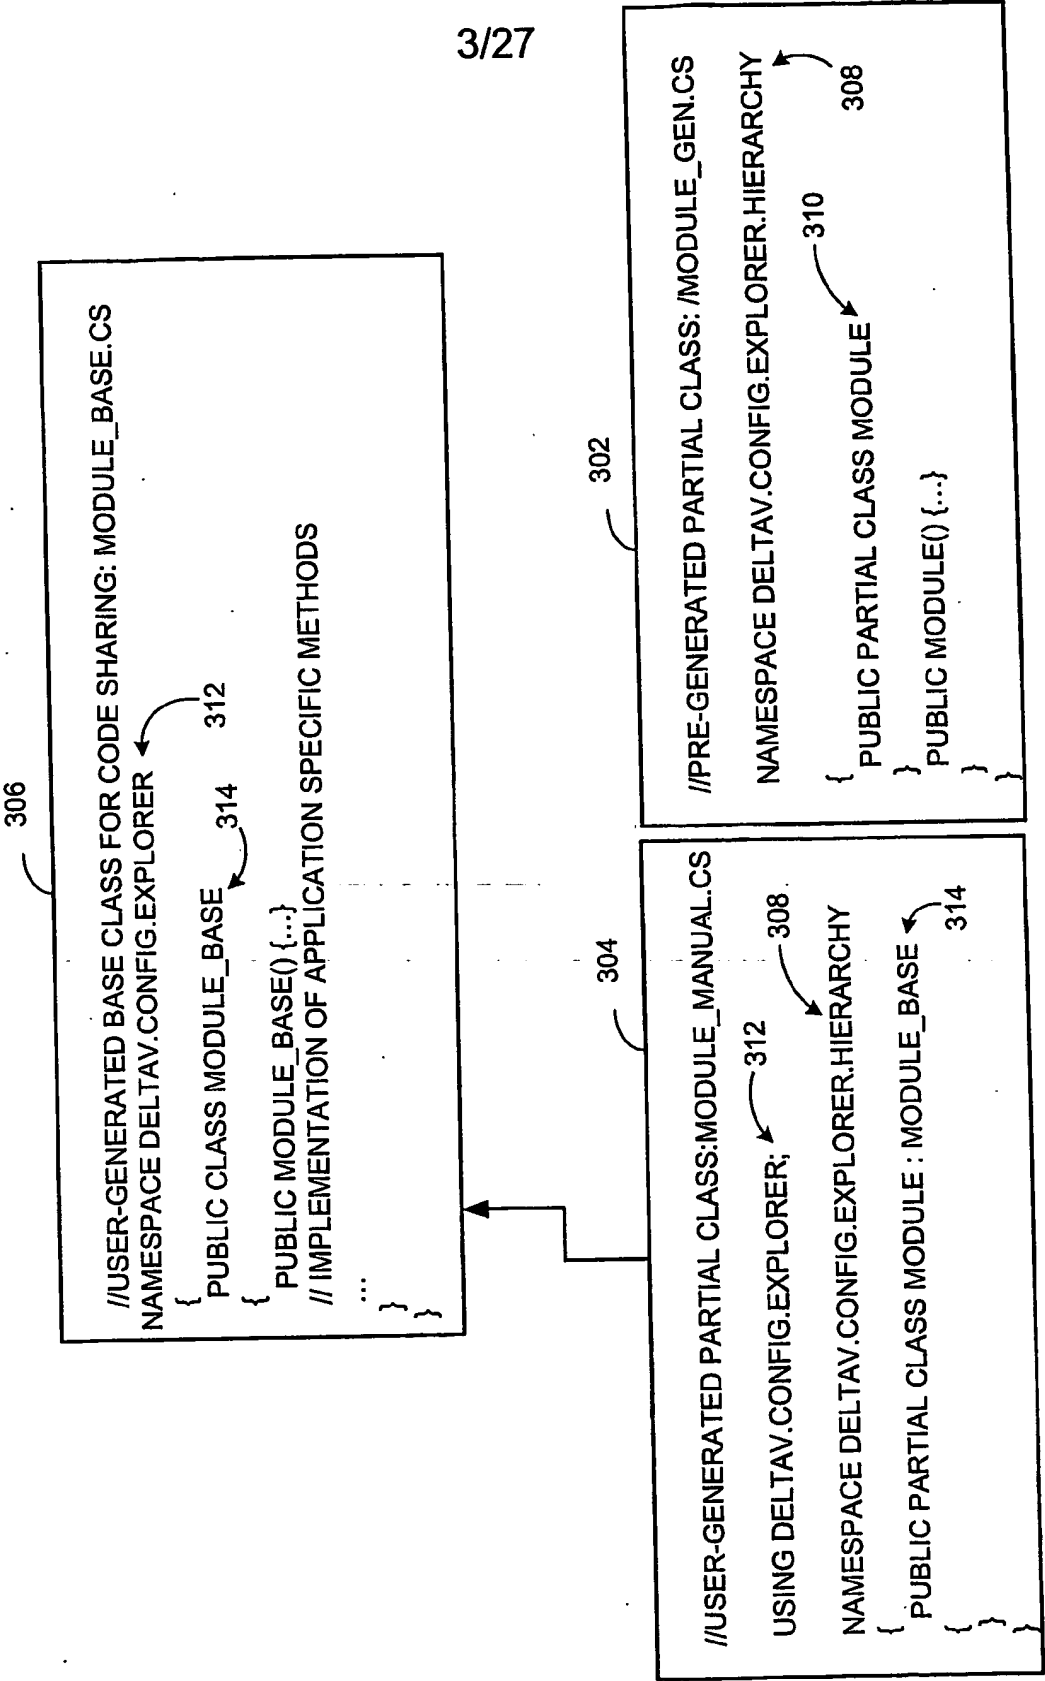 3/27
306
//USER-GENERATED BASE CLASS FOR CODE SHARING: MODULE_BASE.CS
NAMESPACE DELTAV.CONFIG.EXPLORER
312
{
PUBLIC CLASS MODULE_BASE
314
{
PUBLIC MODULE_BASE() {...}
// IMPLEMENTATION OF APPLICATION SPECIFIC METHODS
...
}
}
304
//USER-GENERATED PARTIAL CLASS:MODULE_MANUAL.CS
USING DELTAV.CONFIG.EXPLORER;
312
308
NAMESPACE DELTAV.CONFIG.EXPLORER.HIERARCHY
{
PUBLIC PARTIAL CLASS MODULE : MODULE_BASE
314
{
}
}
302
//PRE-GENERATED PARTIAL CLASS: /MODULE_GEN.CS
NAMESPACE DELTAV.CONFIG.EXPLORER.HIERARCHY
308
310
{
PUBLIC PARTIAL CLASS MODULE
}
PUBLIC MODULE() {...}
}
}